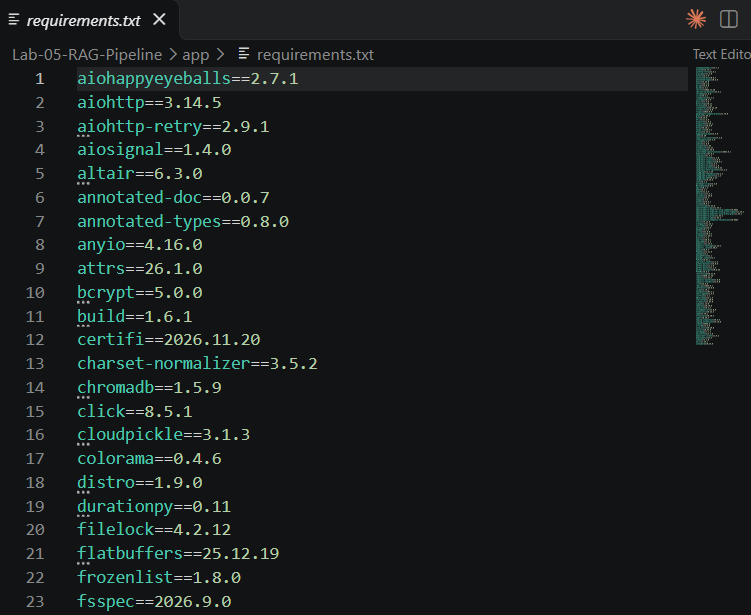 requirements.txt
Lab-05-RAG-Pipeline > app > requirements.txt
Text Edito
1 aiohappyeyeballs==2.7.1
2 aiohttp==3.14.5
3 aiohttp-retry==2.9.1
4 aiosignal==1.4.0
5 altair==6.3.0
6 annotated-doc==0.0.7
7 annotated-types==0.8.0
8 anyio==4.16.0
9 attrs==26.1.0
10 bcrypt==5.0.0
11 build==1.6.1
12 certifi==2026.11.20
13 charset-normalizer==3.5.2
14 chromadb==1.5.9
15 click==8.5.1
16 cloudpickle==3.1.3
17 colorama==0.4.6
18 distro==1.9.0
19 durationpy==0.11
20 filelock==4.2.12
21 flatbuffers==25.12.19
22 frozenlist==1.8.0
23 fsspec==2026.9.0